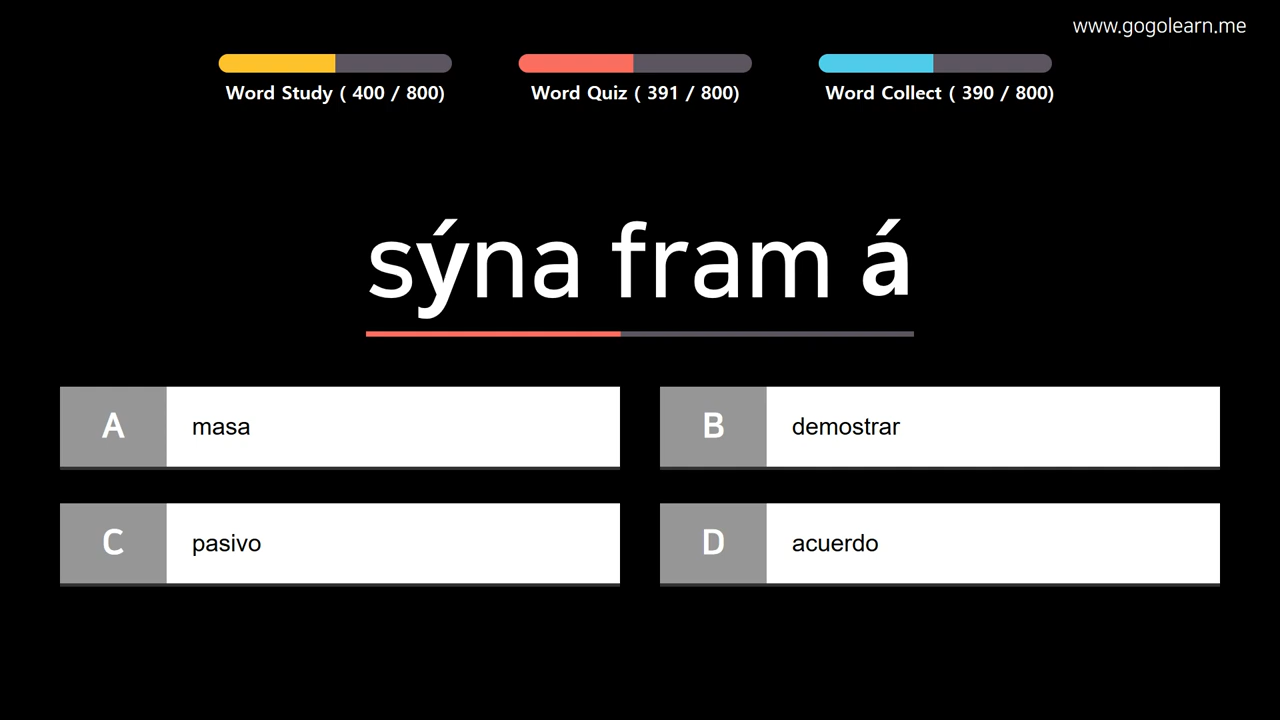 www.gogolearn.me
Word Study ( 400 / 800)
Word Quiz ( 391 / 800)
Word Collect ( 390 / 800)
sýna fram á
A masa
B demostrar
C pasivo
D acuerdo